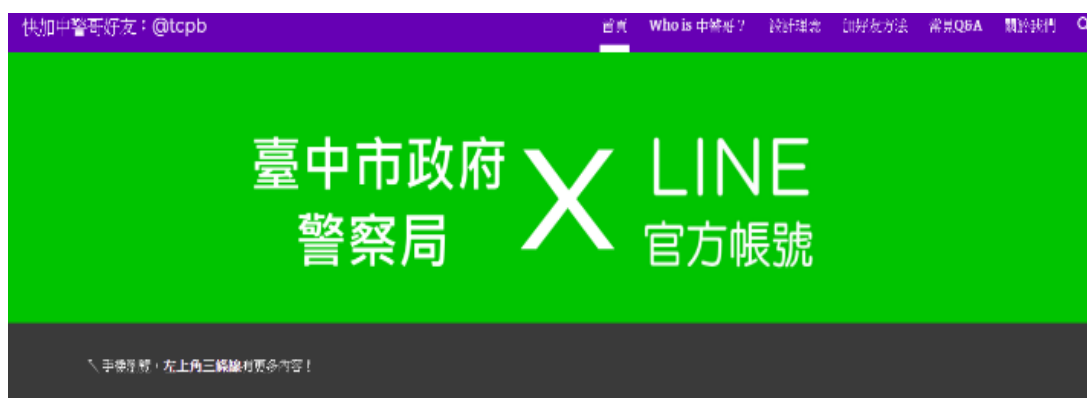 快加中警哥好友：@tcpb
首頁 Who is 中警哥？ 設計理念 加好友方法 常見Q&A 關於我們
臺中市政府
警察局
X
LINE
官方帳號
↖手機瀏覽，左上角三條線有更多內容！